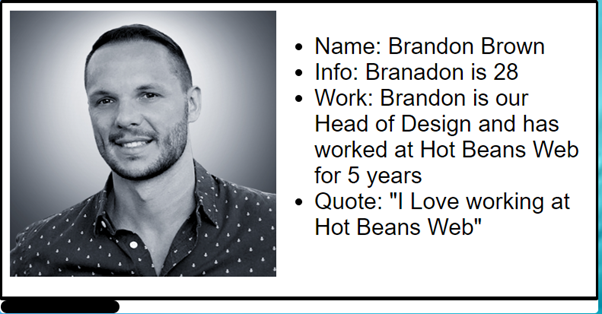 Name: Brandon Brown
Info: Branadon is 28
Work: Brandon is our
Head of Design and has
worked at Hot Beans Web
for 5 years
Quote: "I Love working at
Hot Beans Web"